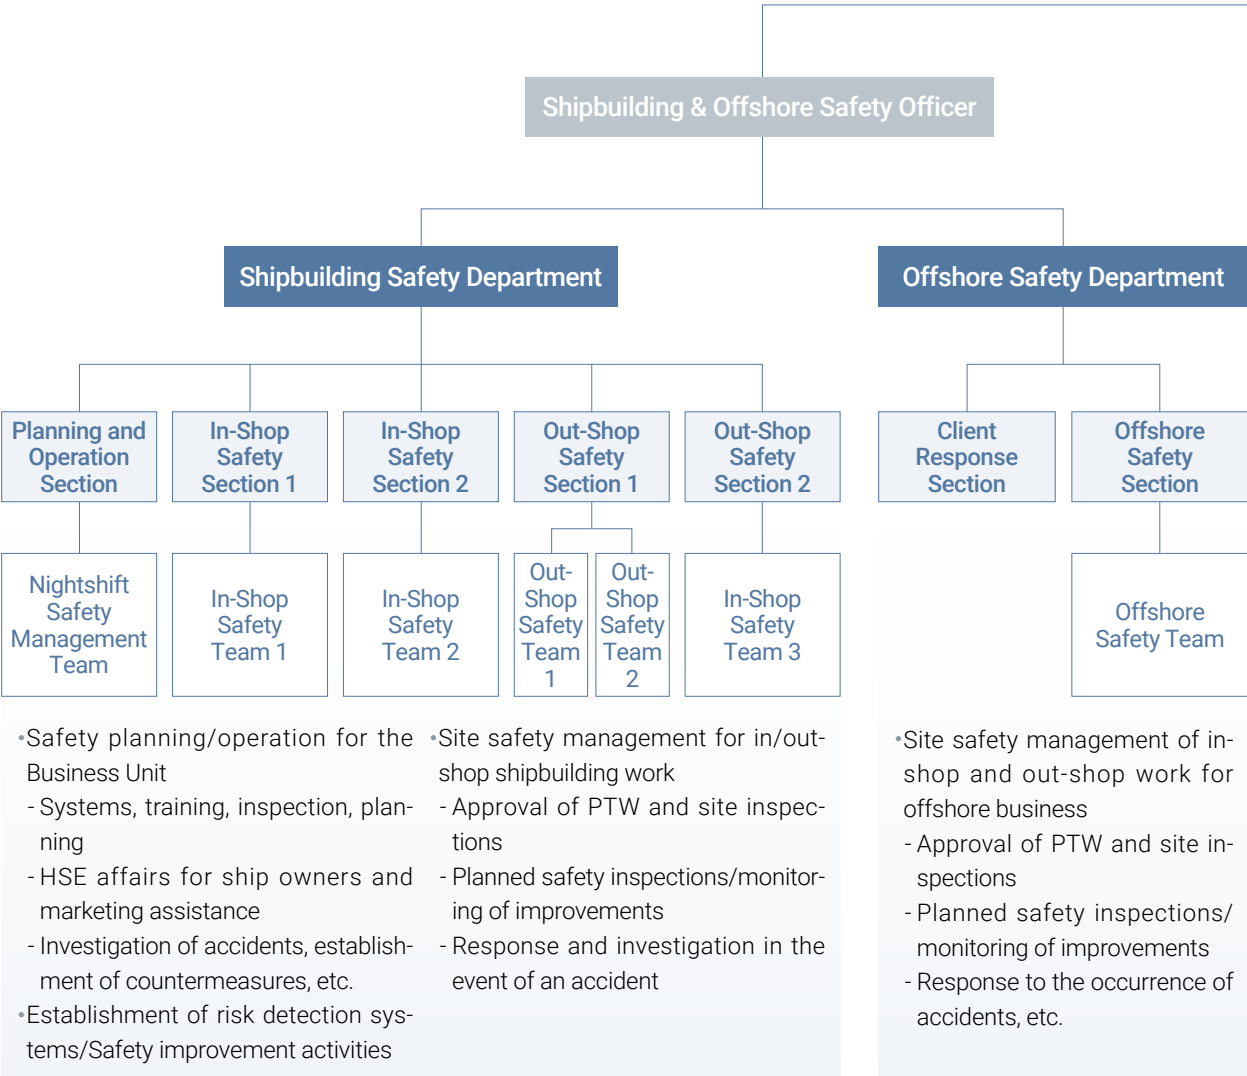 Shipbuilding & Offshore Safety Officer
Shipbuilding Safety Department
Offshore Safety Department
Planning and
Operation
Section
In-Shop
Safety
Section 1
In-Shop
Safety
Section 2
Out-Shop
Safety
Section 1
Out-Shop
Safety
Section 2
Client
Response
Section
Offshore
Safety
Section
Nightshift
Safety
Management
Team
In-Shop
Safety
Team 1
In-Shop
Safety
Team 2
Out-
Shop
Safety
Team
1
Out-
Shop
Safety
Team
2
In-Shop
Safety
Team 3
Offshore
Safety Team
•Safety planning/operation for the
Business Unit
- Systems, training, inspection, plan-
ning
- HSE affairs for ship owners and
marketing assistance
- Investigation of accidents, establish-
ment of countermeasures, etc.
•Establishment of risk detection sys-
tems/Safety improvement activities
•Site safety management for in/out-
shop shipbuilding work
- Approval of PTW and site inspec-
tions
- Planned safety inspections/monitor-
ing of improvements
- Response and investigation in the
event of an accident
•Site safety management of in-
shop and out-shop work for
offshore business
- Approval of PTW and site in-
spections
- Planned safety inspections/
monitoring of improvements
- Response to the occurrence of
accidents, etc.